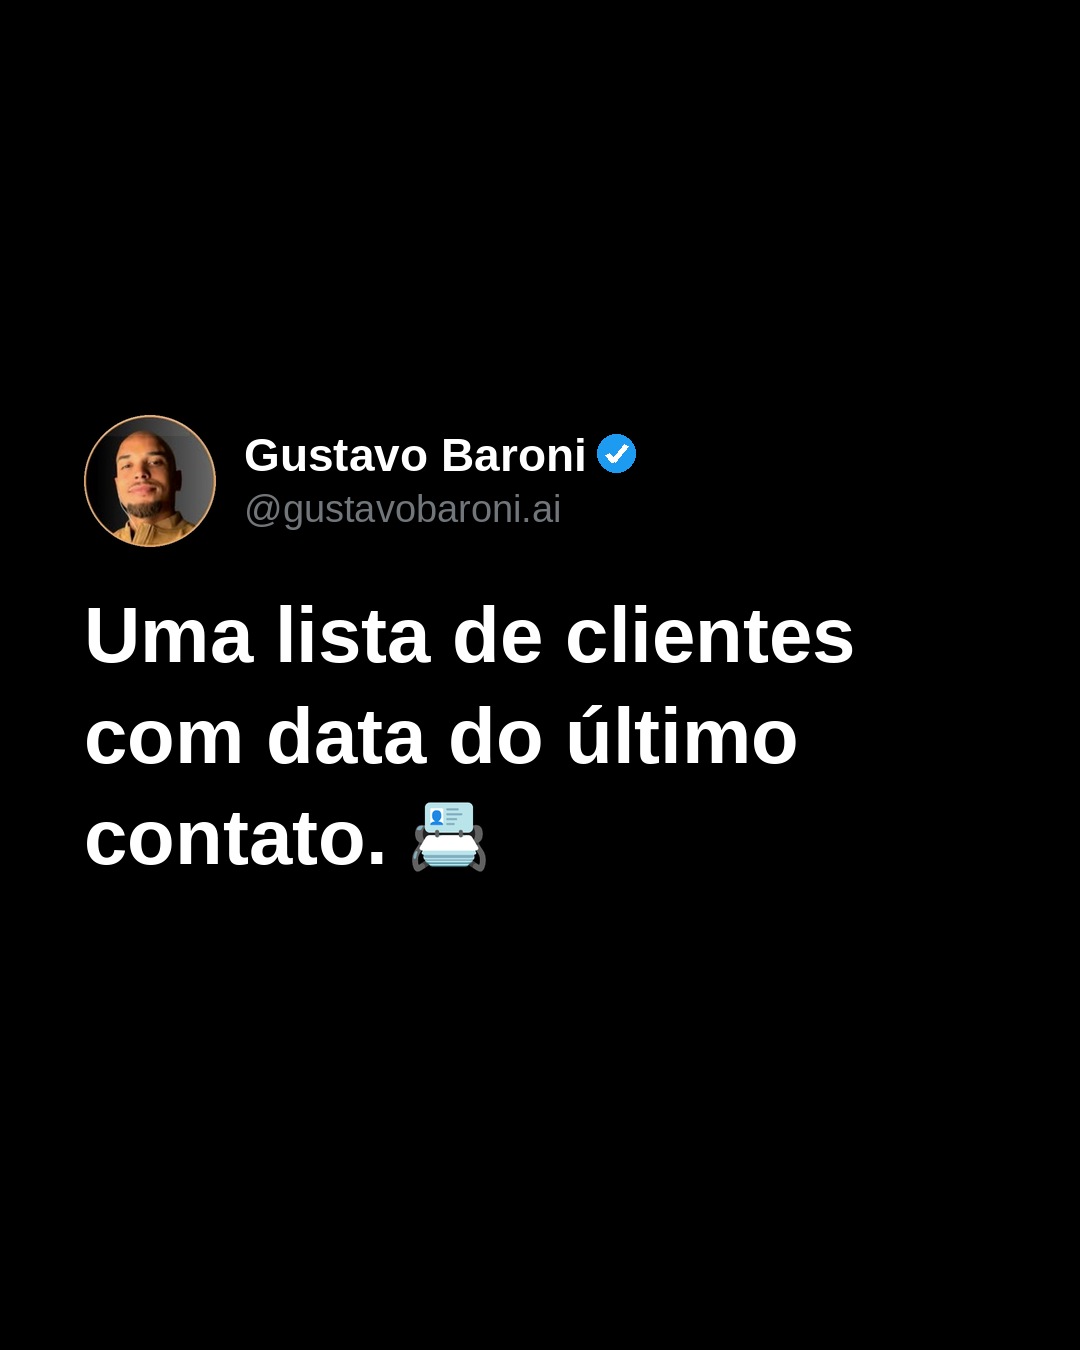 Gustavo Baroni
@gustavobaroni.ai
Uma lista de clientes
com data do último
contato. 📇